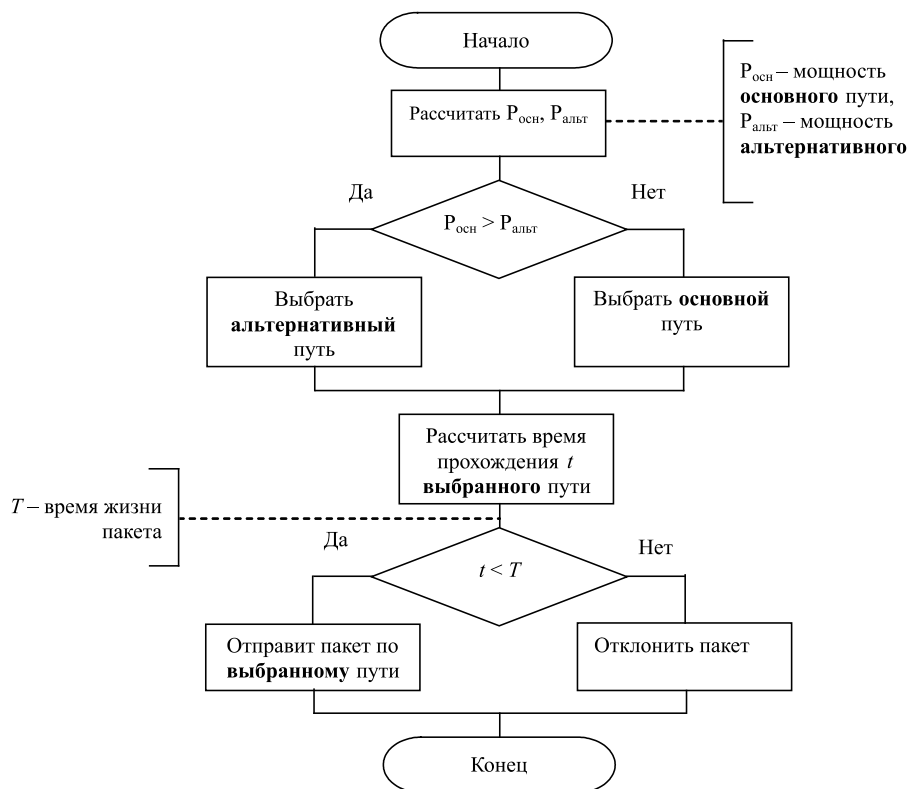 Начало
Рассчитать Pосн, Pальт
Pосн – мощность
основного пути,
Pальт – мощность
альтернативного
Да
Нет
Pосн > Pальт
Выбрать
альтернативный
путь
Выбрать основной
путь
Рассчитать время
прохождения t
выбранного пути
T – время жизни
пакета
Да
Нет
t < T
Отправит пакет по
выбранному пути
Отклонить пакет
Конец